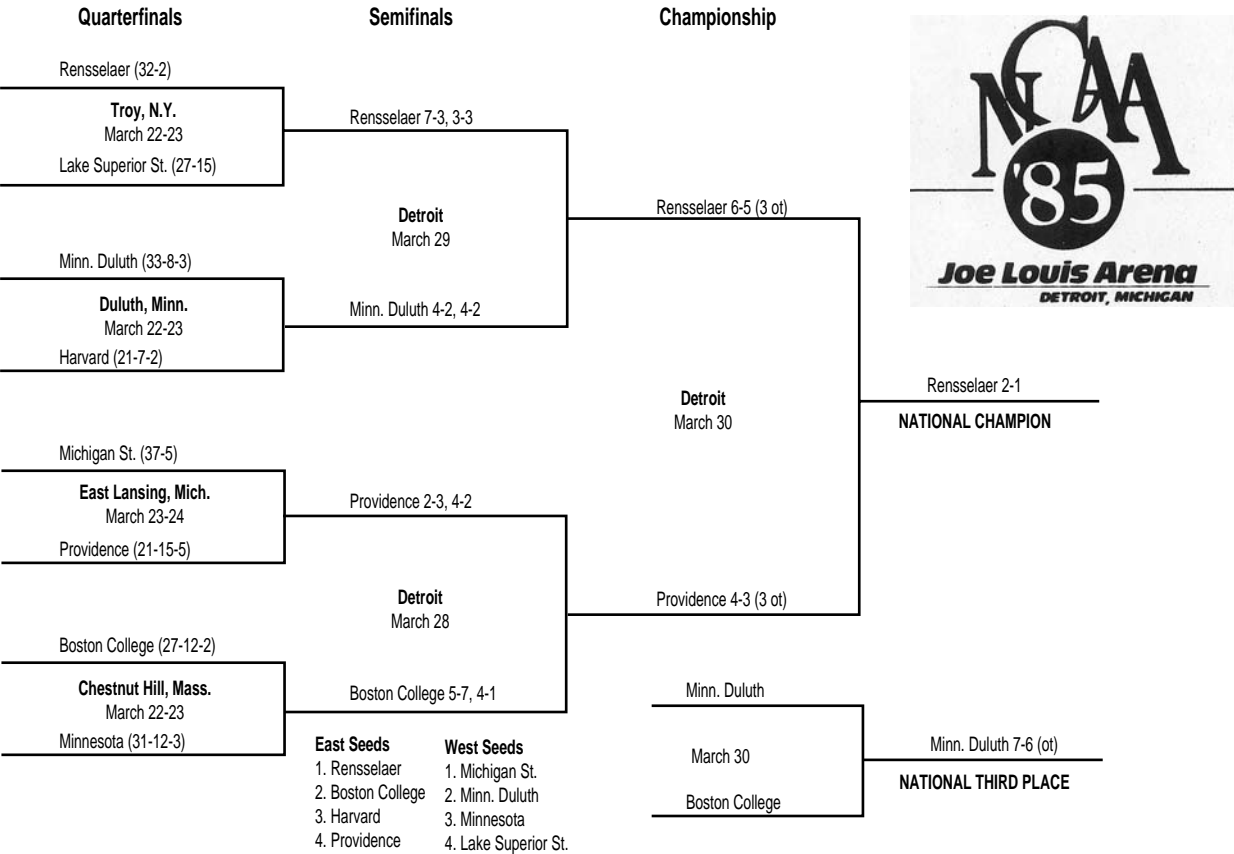 Quarterfinals
Semifinals
Championship
Rensselaer (32-2)
Troy, N.Y.
March 22-23
Lake Superior St. (27-15)
Rensselaer 7-3, 3-3
Detroit
March 29
Minn. Duluth (33-8-3)
Duluth, Minn.
March 22-23
Harvard (21-7-2)
Minn. Duluth 4-2, 4-2
Rensselaer 6-5 (3 ot)
NCAA
'85
Joe Louis Arena
DETROIT, MICHIGAN
Detroit
March 30
Rensselaer 2-1
NATIONAL CHAMPION
Michigan St. (37-5)
East Lansing, Mich.
March 23-24
Providence (21-15-5)
Providence 2-3, 4-2
Detroit
March 28
Providence 4-3 (3 ot)
Boston College (27-12-2)
Chestnut Hill, Mass.
March 22-23
Minnesota (31-12-3)
Boston College 5-7, 4-1
East Seeds
1. Rensselaer
2. Boston College
3. Harvard
4. Providence
West Seeds
1. Michigan St.
2. Minn. Duluth
3. Minnesota
4. Lake Superior St.
Minn. Duluth
March 30
Boston College
Minn. Duluth 7-6 (ot)
NATIONAL THIRD PLACE